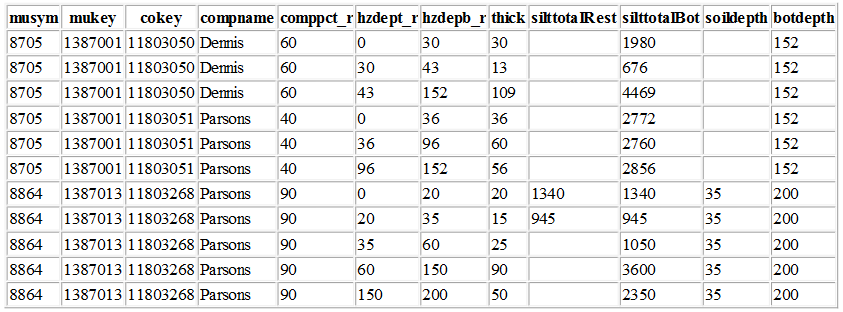 musym mukey cokey compname comppct_r hzdept_r hzdepb_r thick silttotalRest silttotalBot soildepth botdepth
8705 1387001 11803050 Dennis 60 0 30 30 1980 152
8705 1387001 11803050 Dennis 60 30 43 13 676 152
8705 1387001 11803050 Dennis 60 43 152 109 4469 152
8705 1387001 11803051 Parsons 40 0 36 36 2772 152
8705 1387001 11803051 Parsons 40 36 96 60 2760 152
8705 1387001 11803051 Parsons 40 96 152 56 2856 152
8864 1387013 11803268 Parsons 90 0 20 20 1340 1340 35 200
8864 1387013 11803268 Parsons 90 20 35 15 945 945 35 200
8864 1387013 11803268 Parsons 90 35 60 25 1050 35 200
8864 1387013 11803268 Parsons 90 60 150 90 3600 35 200
8864 1387013 11803268 Parsons 90 150 200 50 2350 35 200